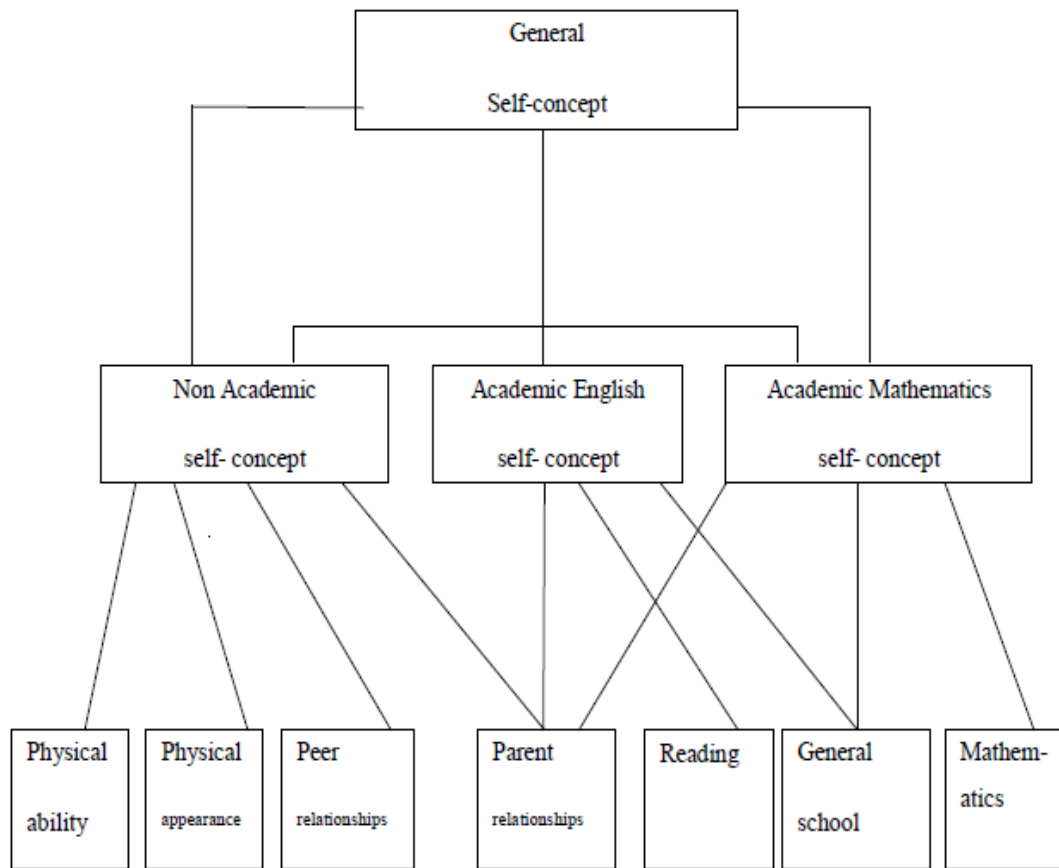 General
Self-concept
Non Academic
self- concept
Academic English
self- concept
Academic Mathematics
self- concept
Physical
ability
Physical
appearance
Peer
relationships
Parent
relationships
Reading
General
school
Mathem-
atics